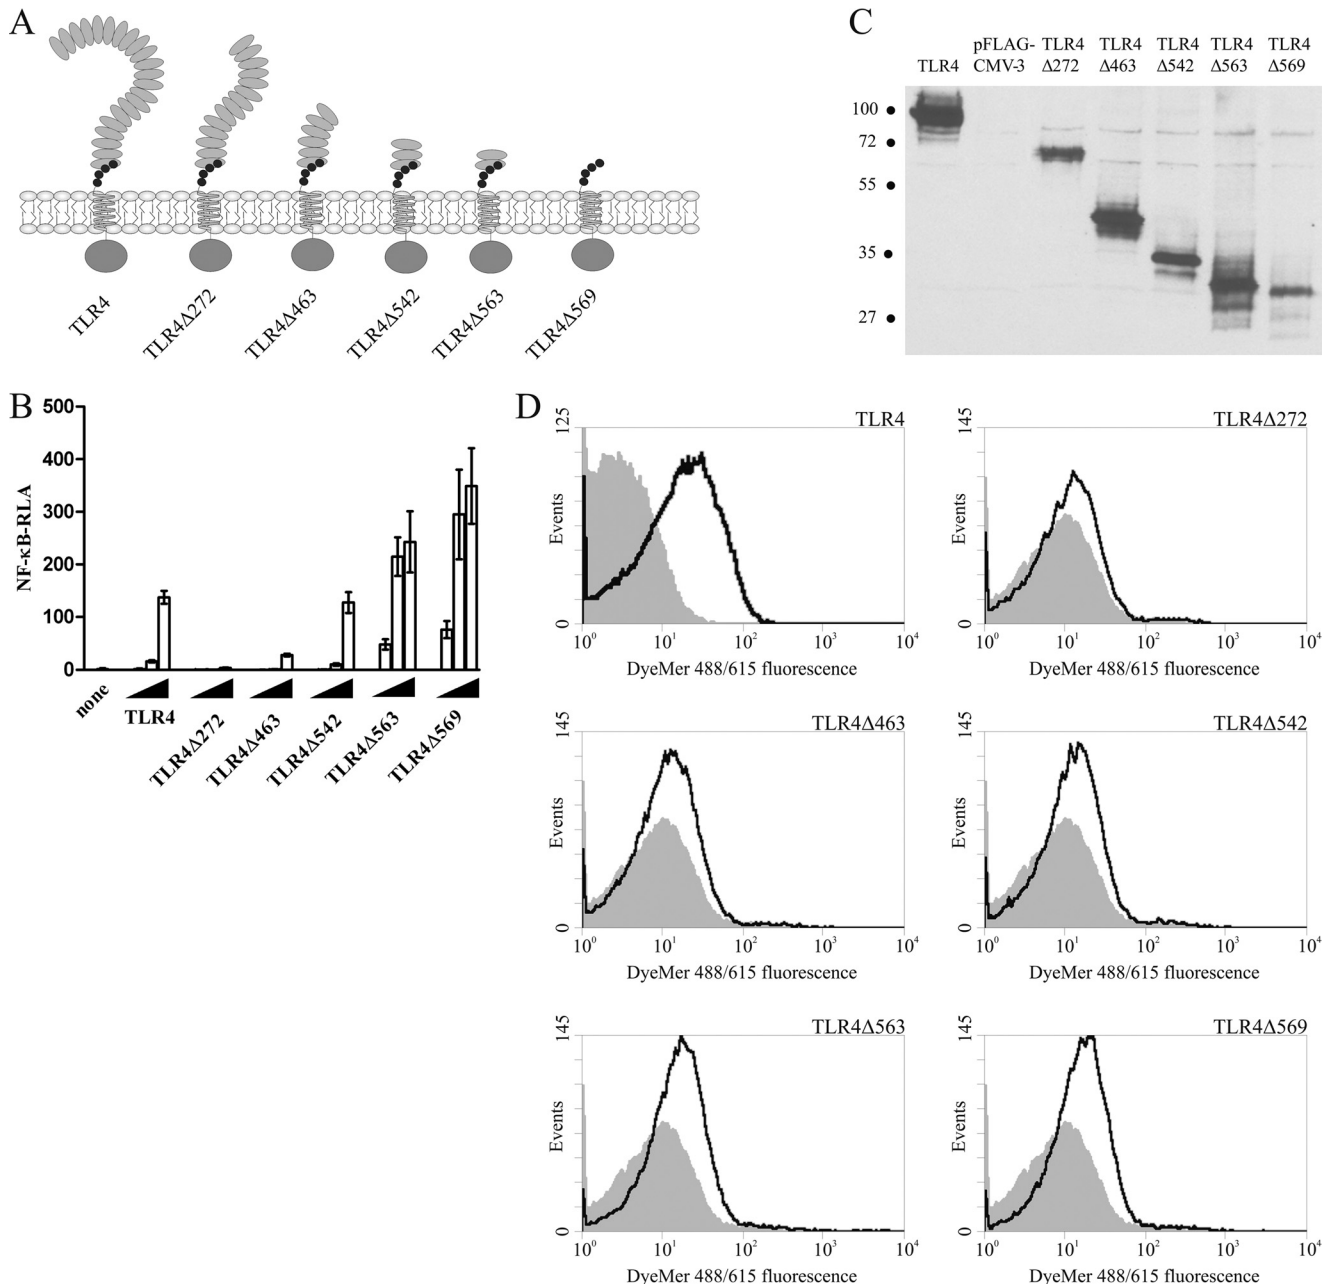 A
TLR4
TLR4Δ272
TLR4Δ463
TLR4Δ542
TLR4Δ563
TLR4Δ569
C
TLR4
pFLAG-
CMV-3
TLR4
Δ272
TLR4
Δ463
TLR4
Δ542
TLR4
Δ563
TLR4
Δ569
100
72
55
35
27
B
NF-κB-RLA
500
400
300
200
100
0
none
TLR4
TLR4Δ272
TLR4Δ463
TLR4Δ542
TLR4Δ563
TLR4Δ569
D
TLR4
125
Events
0
10⁰ 10¹ 10² 10³ 10⁴
DyeMer 488/615 fluorescence
TLR4Δ272
145
Events
0
10⁰ 10¹ 10² 10³ 10⁴
DyeMer 488/615 fluorescence
TLR4Δ463
145
Events
0
10⁰ 10¹ 10² 10³ 10⁴
DyeMer 488/615 fluorescence
TLR4Δ542
145
Events
0
10⁰ 10¹ 10² 10³ 10⁴
DyeMer 488/615 fluorescence
TLR4Δ563
145
Events
0
10⁰ 10¹ 10² 10³ 10⁴
DyeMer 488/615 fluorescence
TLR4Δ569
145
Events
0
10⁰ 10¹ 10² 10³ 10⁴
DyeMer 488/615 fluorescence